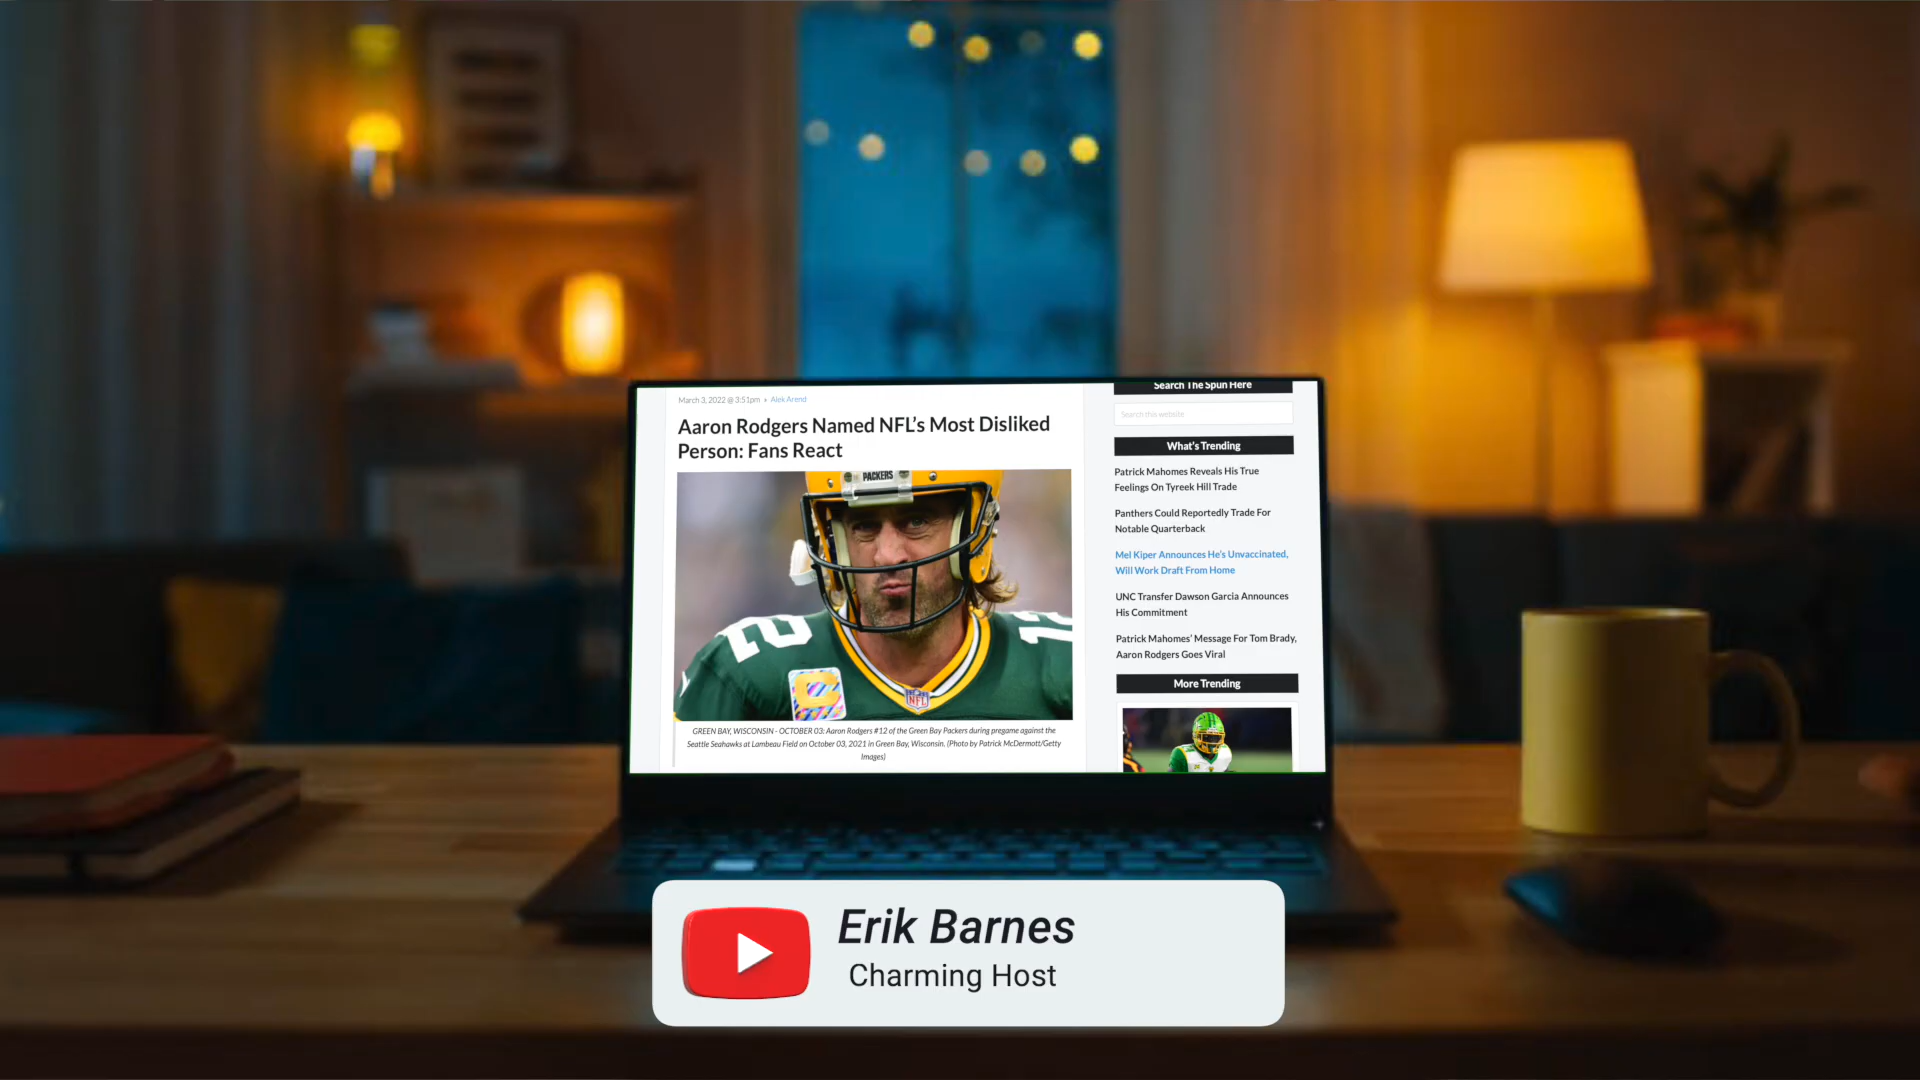 Search The Spun Here
March 3, 2022 @ 3:51pm • Alek Arend
Search this website
Aaron Rodgers Named NFL's Most Disliked
Person: Fans React
What's Trending
Patrick Mahomes Reveals His True
Feelings On Tyreek Hill Trade
Panthers Could Reportedly Trade For
Notable Quarterback
Mel Kiper Announces He's Unvaccinated,
Will Work Draft From Home
UNC Transfer Dawson Garcia Announces
His Commitment
Patrick Mahomes' Message For Tom Brady,
Aaron Rodgers Goes Viral
More Trending
PACKERS
12
12
C
NFL
GREEN BAY, WISCONSIN - OCTOBER 03: Aaron Rodgers #12 of the Green Bay Packers during pregame against the
Seattle Seahawks at Lambeau Field on October 03, 2021 in Green Bay, Wisconsin. (Photo by Patrick McDermott/Getty
Images)
Erik Barnes
Charming Host